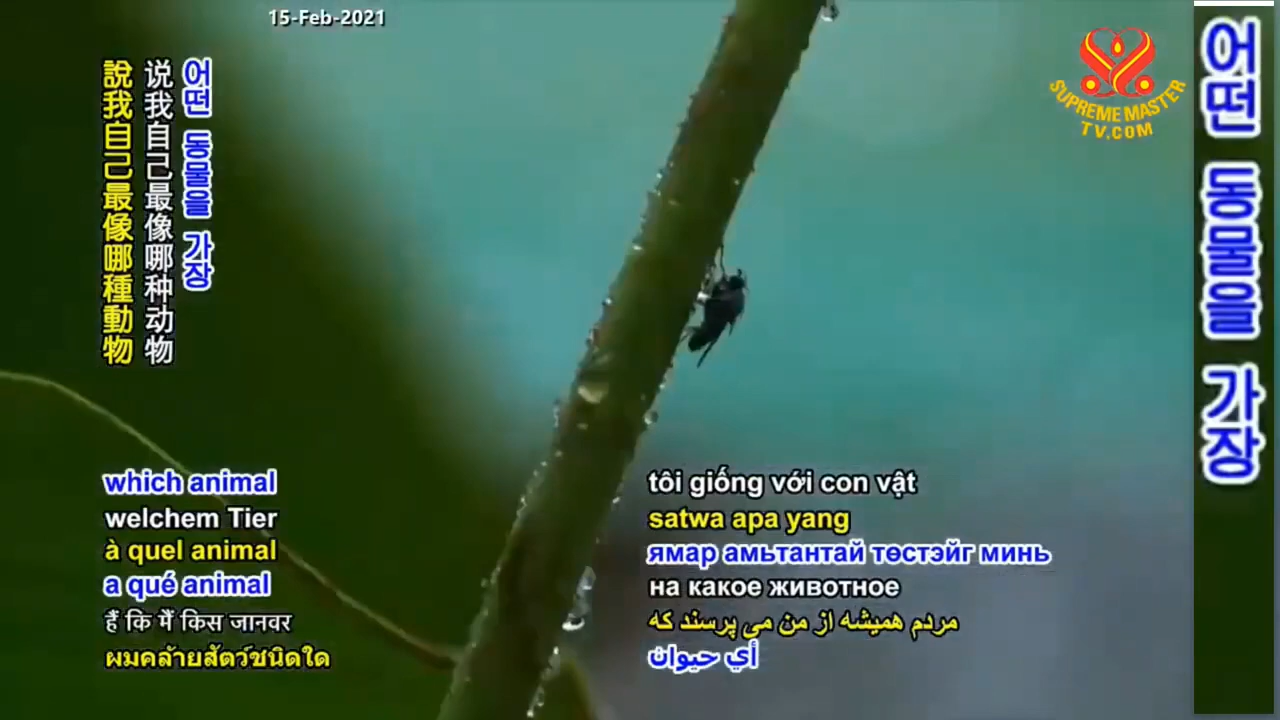 15-Feb-2021
SUPREME MASTER
TV.COM
어떤 동물을 가장
说我自己最像哪种动物
說我自己最像哪種動物
어떤 동물을 가장
which animal
welchem Tier
à quel animal
a qué animal
हैं कि मैं किस जानवर
ผมคล้ายสัตว์ชนิดใด
tôi giống với con vật
satwa apa yang
ямар амьтантай төстэйг минь
на какое животное
مردم همیشه از من می پرسند که
أي حيوان